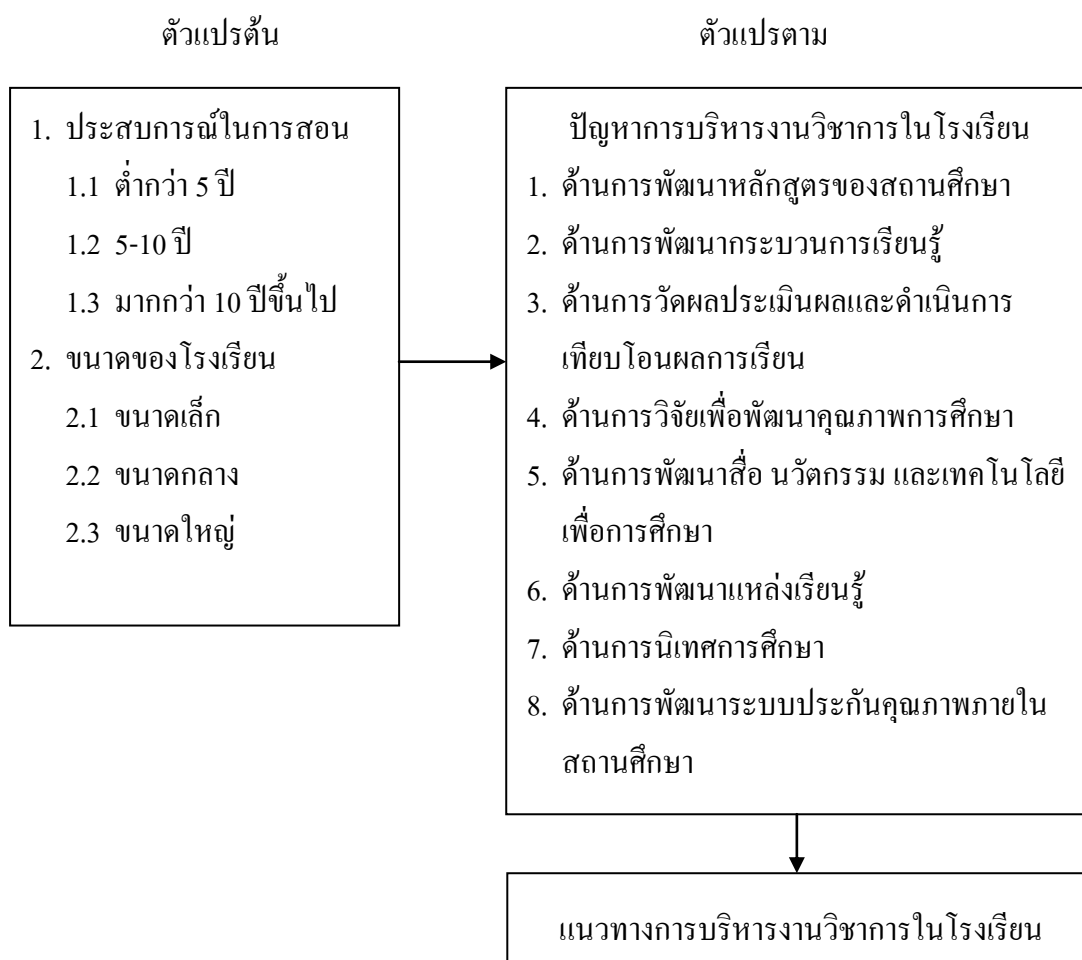 ตัวแปรต้น
ตัวแปรตาม
1. ประสบการณ์ในการสอน
1.1 ต่ำกว่า 5 ปี
1.2 5-10 ปี
1.3 มากกว่า 10 ปีขึ้นไป
2. ขนาดของโรงเรียน
2.1 ขนาดเล็ก
2.2 ขนาดกลาง
2.3 ขนาดใหญ่
ปัญหาการบริหารงานวิชาการในโรงเรียน
1. ด้านการพัฒนาหลักสูตรของสถานศึกษา
2. ด้านการพัฒนากระบวนการเรียนรู้
3. ด้านการวัดผลประเมินผลและดำเนินการ
เทียบโอนผลการเรียน
4. ด้านการวิจัยเพื่อพัฒนาคุณภาพการศึกษา
5. ด้านการพัฒนาสื่อ นวัตกรรม และเทคโนโลยี
เพื่อการศึกษา
6. ด้านการพัฒนาแหล่งเรียนรู้
7. ด้านการนิเทศการศึกษา
8. ด้านการพัฒนาระบบประกันคุณภาพภายใน
สถานศึกษา
แนวทางการบริหารงานวิชาการในโรงเรียน